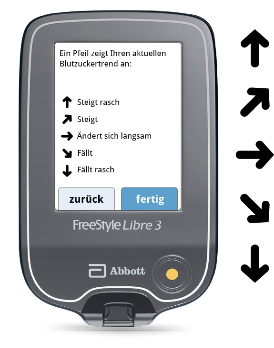 Ein Pfeil zeigt Ihren aktuellen
Blutzuckertrend an:
Steigt rasch
Steigt
Ändert sich langsam
Fällt
Fällt rasch
zurück
fertig
FreeStyle Libre 3
Abbott